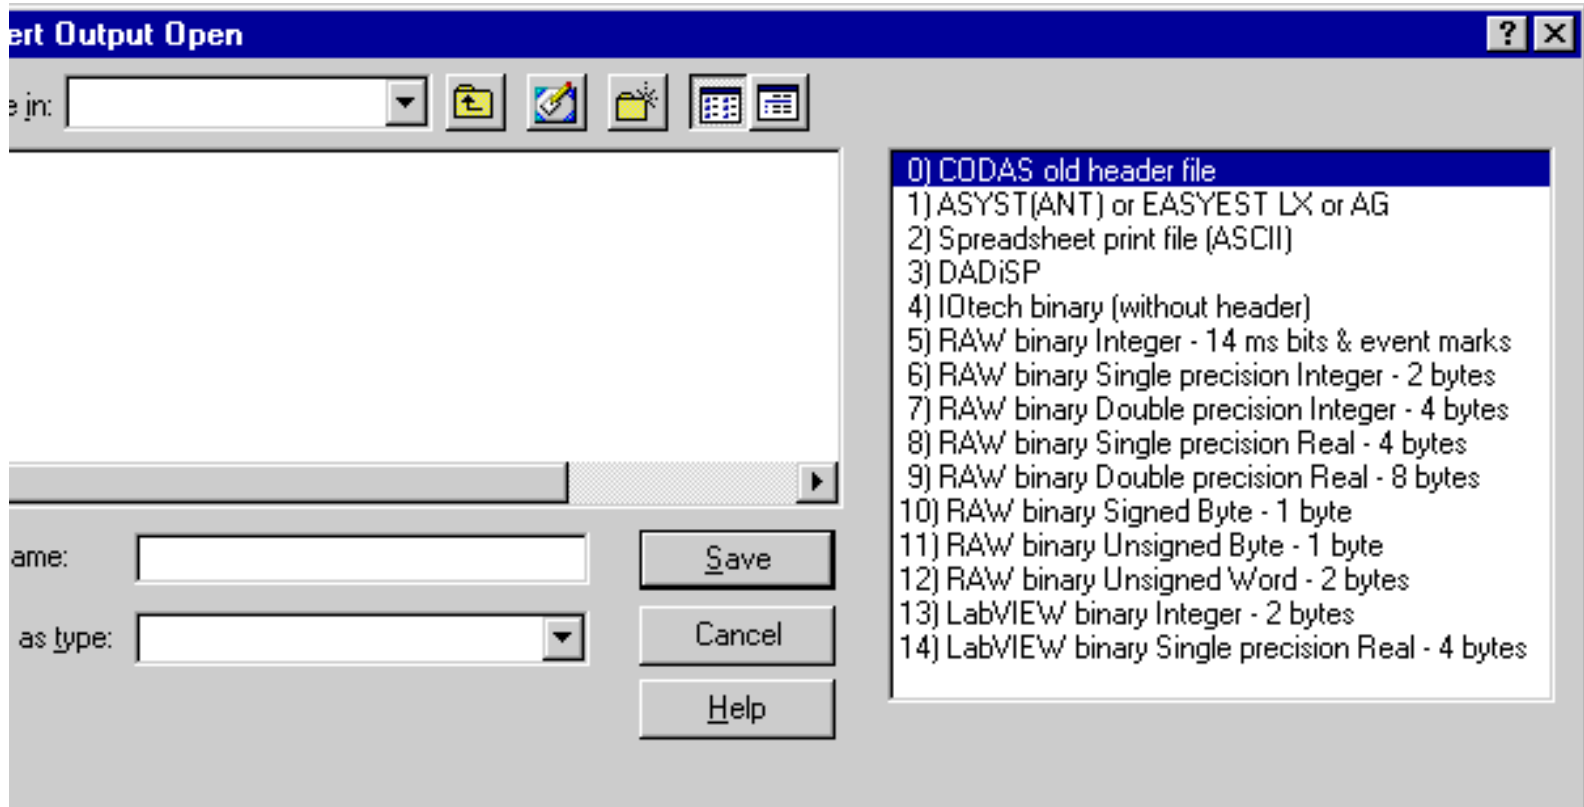 ert Output Open
e in:
0) CODAS old header file
1) ASYST(ANT) or EASYEST LX or AG
2) Spreadsheet print file (ASCII)
3) DADiSP
4) IOtech binary (without header)
5) RAW binary Integer - 14 ms bits & event marks
6) RAW binary Single precision Integer - 2 bytes
7) RAW binary Double precision Integer - 4 bytes
8) RAW binary Single precision Real - 4 bytes
9) RAW binary Double precision Real - 8 bytes
10) RAW binary Signed Byte - 1 byte
11) RAW binary Unsigned Byte - 1 byte
12) RAW binary Unsigned Word - 2 bytes
13) LabVIEW binary Integer - 2 bytes
14) LabVIEW binary Single precision Real - 4 bytes
ame:
Save
as type:
Cancel
Help